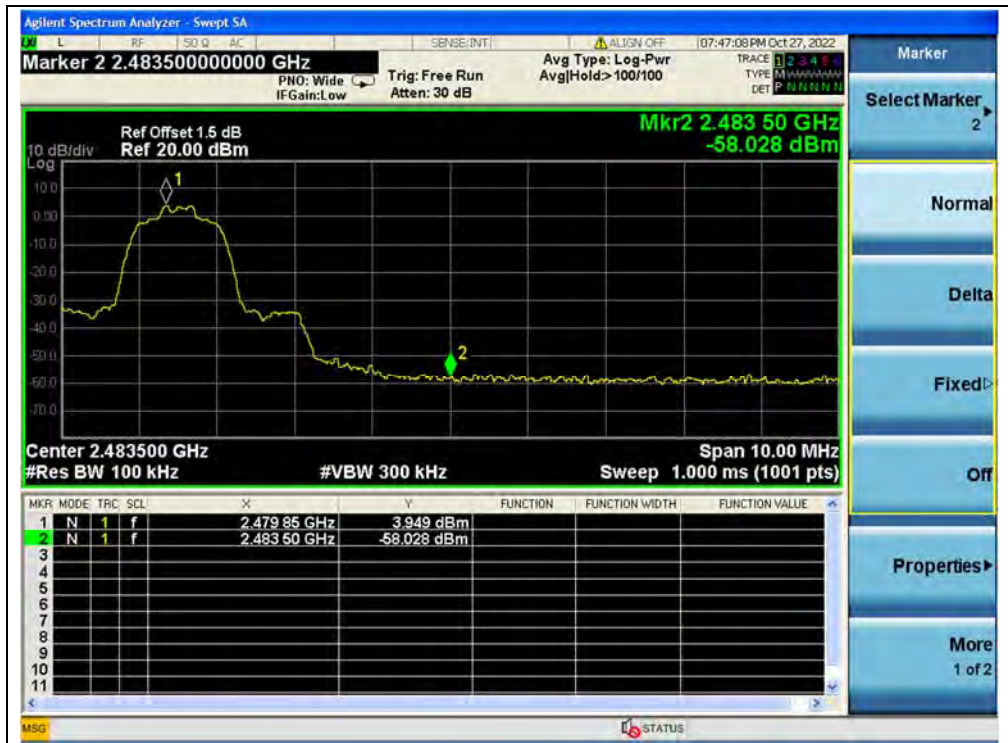 Agilent Spectrum Analyzer - Swept SA
L RF 50 Ω AC SENSE:INT ALIGN OFF 07:47:08 PM Oct 27, 2022
Marker 2 2.483500000000 GHz
PNO: Wide
IFGain:Low
Trig: Free Run
Atten: 30 dB
Avg Type: Log-Pwr
Avg|Hold:> 100/100
TRACE 1 2 3 4 5 6
TYPE M
DET P N N N N N
Mkr2 2.483 50 GHz
-58.028 dBm
Ref Offset 1.5 dB
10 dB/div Ref 20.00 dBm
Log
10.0
0.00
-10.0
-20.0
-30.0
-40.0
-50.0
-60.0
-70.0
1
2
Center 2.483500 GHz Span 10.00 MHz
#Res BW 100 kHz #VBW 300 kHz Sweep 1.000 ms (1001 pts)
MKR MODE TRC SCL X Y FUNCTION FUNCTION WIDTH FUNCTION VALUE
1 N 1 f 2.479 85 GHz 3.949 dBm
2 N 1 f 2.483 50 GHz -58.028 dBm
3
4
5
6
7
8
9
10
11
MSG STATUS
Marker
Select Marker
2
Normal
Delta
Fixed
Off
Properties
More
1 of 2